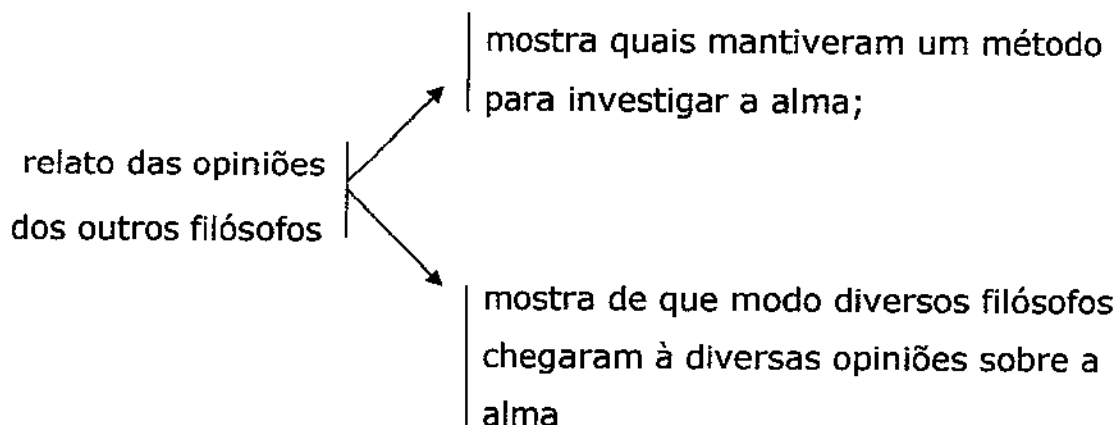 relato das opiniões
dos outros filósofos
mostra quais mantiveram um método
para investigar a alma;
mostra de que modo diversos filósofos
chegaram à diversas opiniões sobre a
alma